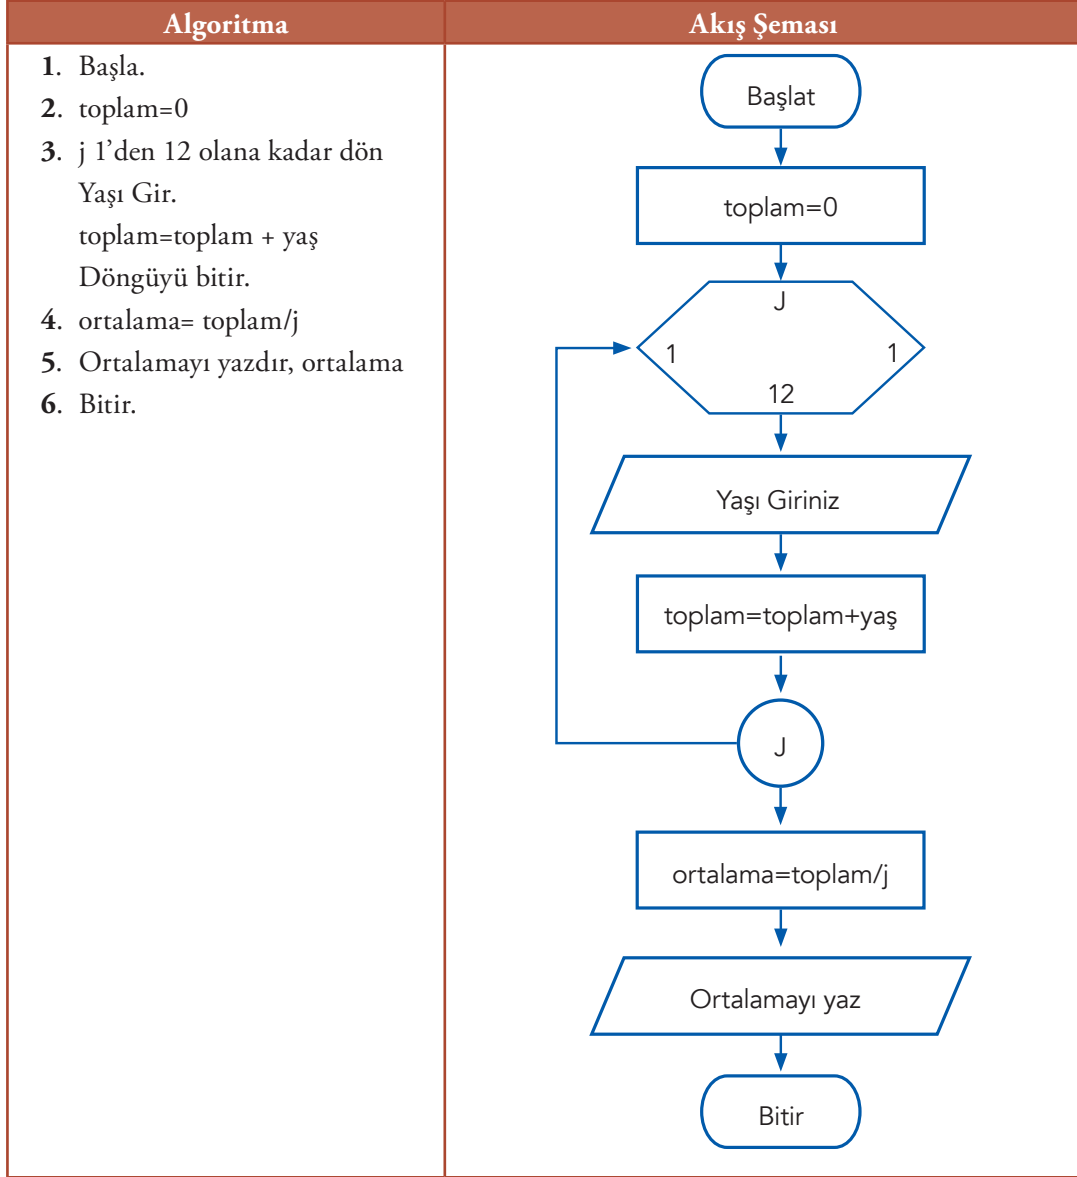 Algoritma
Akış Şeması
1. Başla.
2. toplam=0
3. j 1’den 12 olana kadar dön
Yaşı Gir.
toplam=toplam + yaş
Döngüyü bitir.
4. ortalama= toplam/j
5. Ortalamayı yazdır, ortalama
6. Bitir.
Başlat
toplam=0
J
1 1
12
Yaşı Giriniz
toplam=toplam+yaş
J
ortalama=toplam/j
Ortalamayı yaz
Bitir